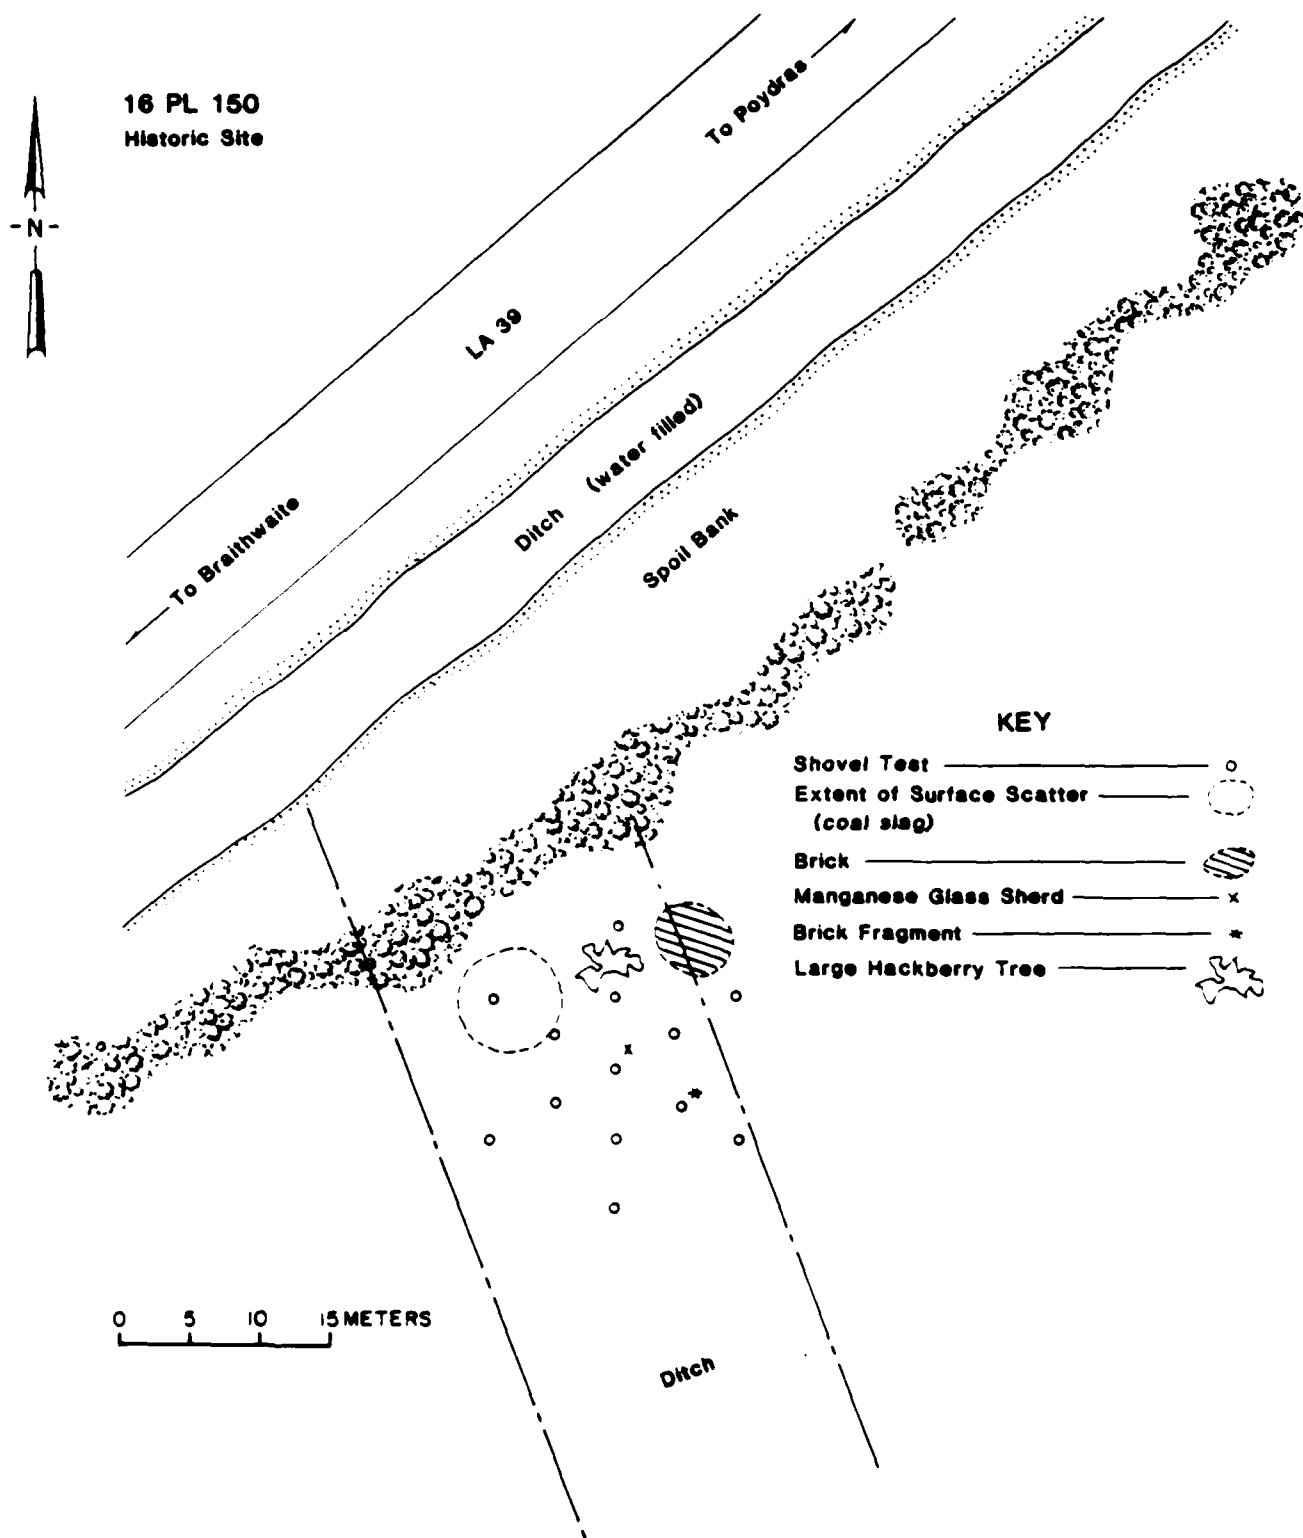 16 PL 150
Historic Site
-N-
To Poydras
LA 39
To Braithwaite
Ditch (water filled)
Spoil Bank
KEY
Shovel Test
Extent of Surface Scatter
(coal slag)
Brick
Manganese Glass Sherd
Brick Fragment
Large Hackberry Tree
0 5 10 15 METERS
Ditch